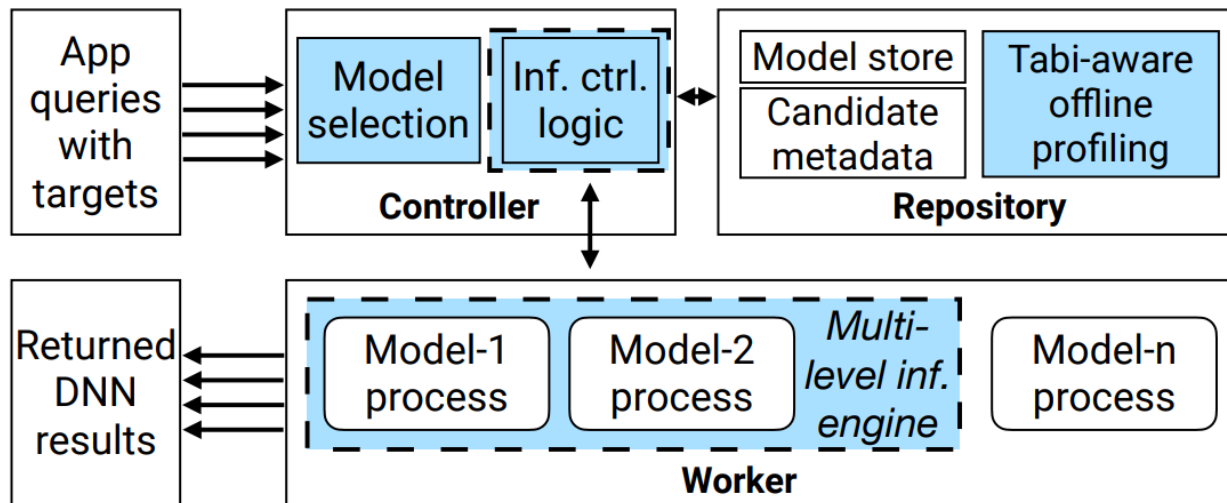 App
queries
with
targets
Model
selection
Inf. ctrl.
logic
Controller
Model store
Candidate
metadata
Tabi-aware
offline
profiling
Repository
Returned
DNN
results
Model-1
process
Model-2
process
Multi-
level inf.
engine
Model-n
process
Worker